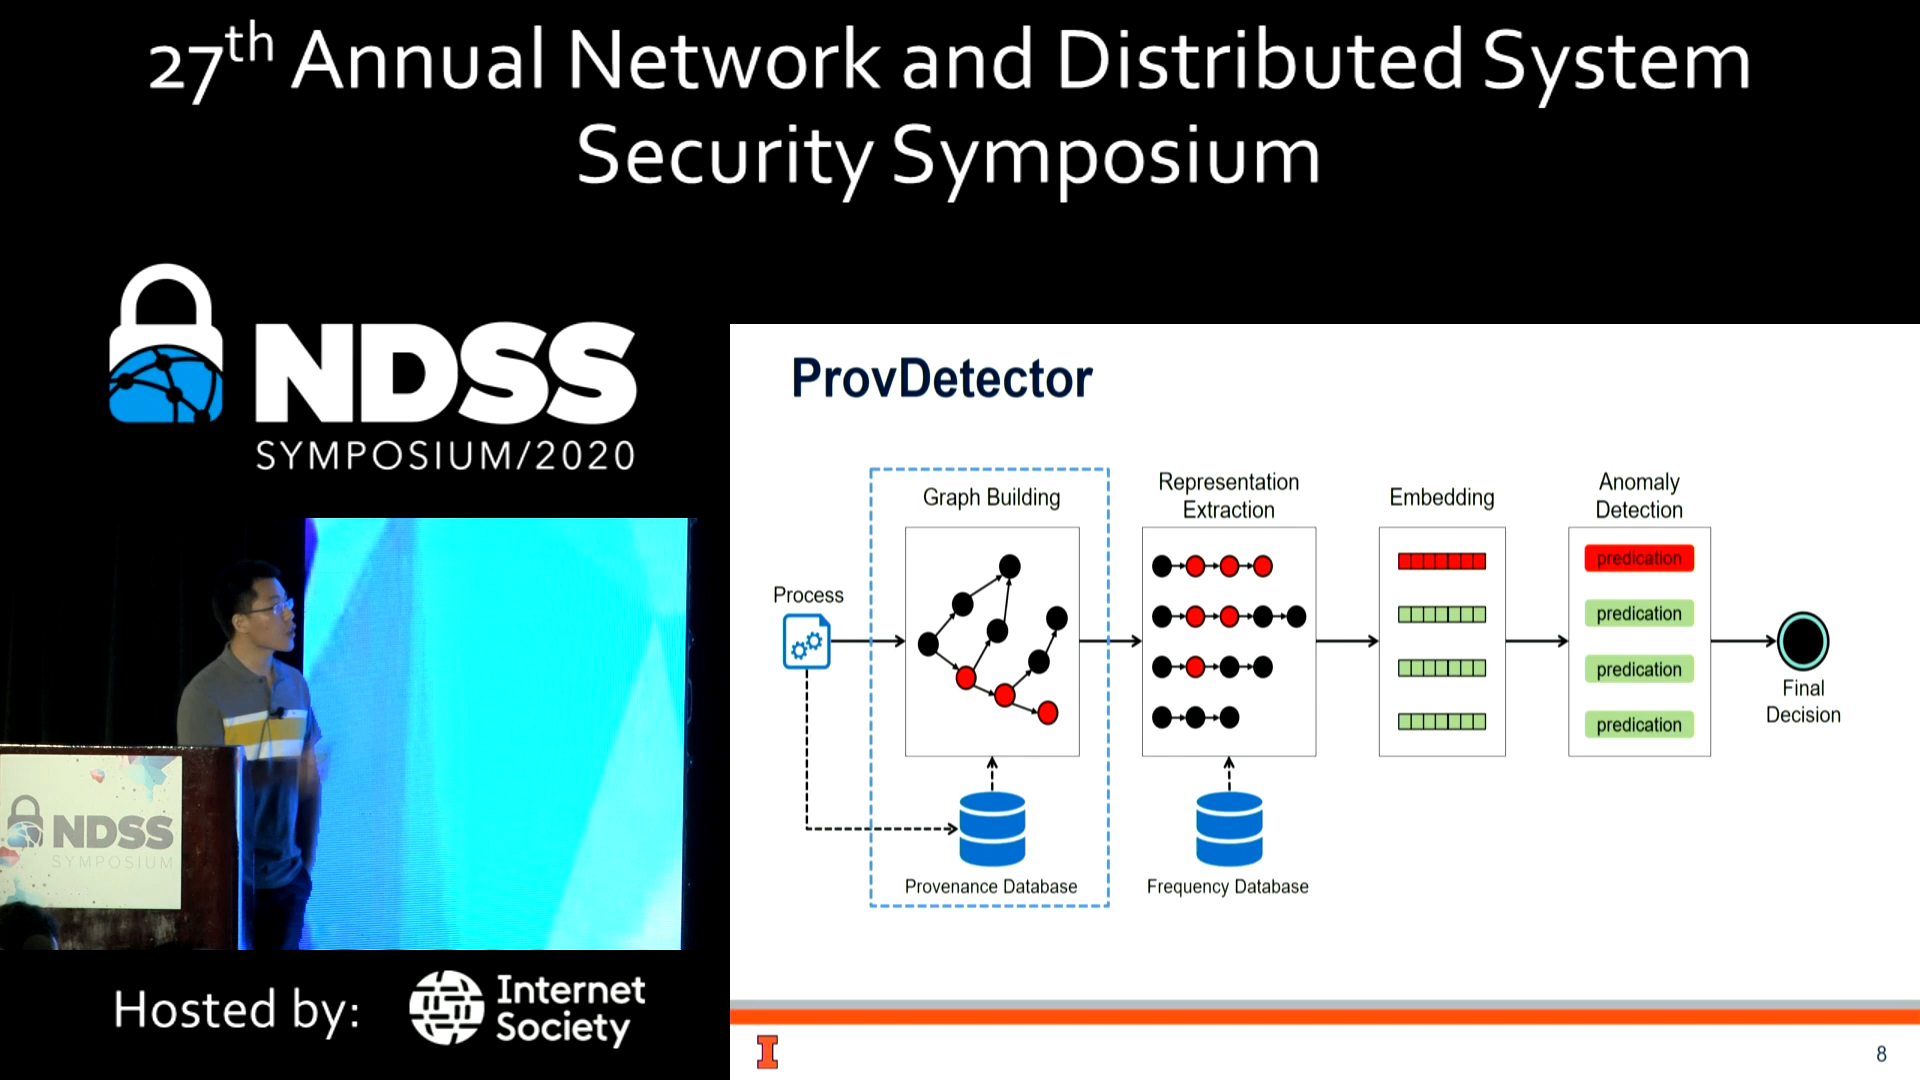 27th Annual Network and Distributed System
Security Symposium
NDSS
SYMPOSIUM/2020
NDSS
SYMPOSIUM
Hosted by:
Internet
Society
ProvDetector
Process
Graph Building
Provenance Database
Representation
Extraction
Frequency Database
Embedding
Anomaly
Detection
predication
predication
predication
predication
Final
Decision
I
8